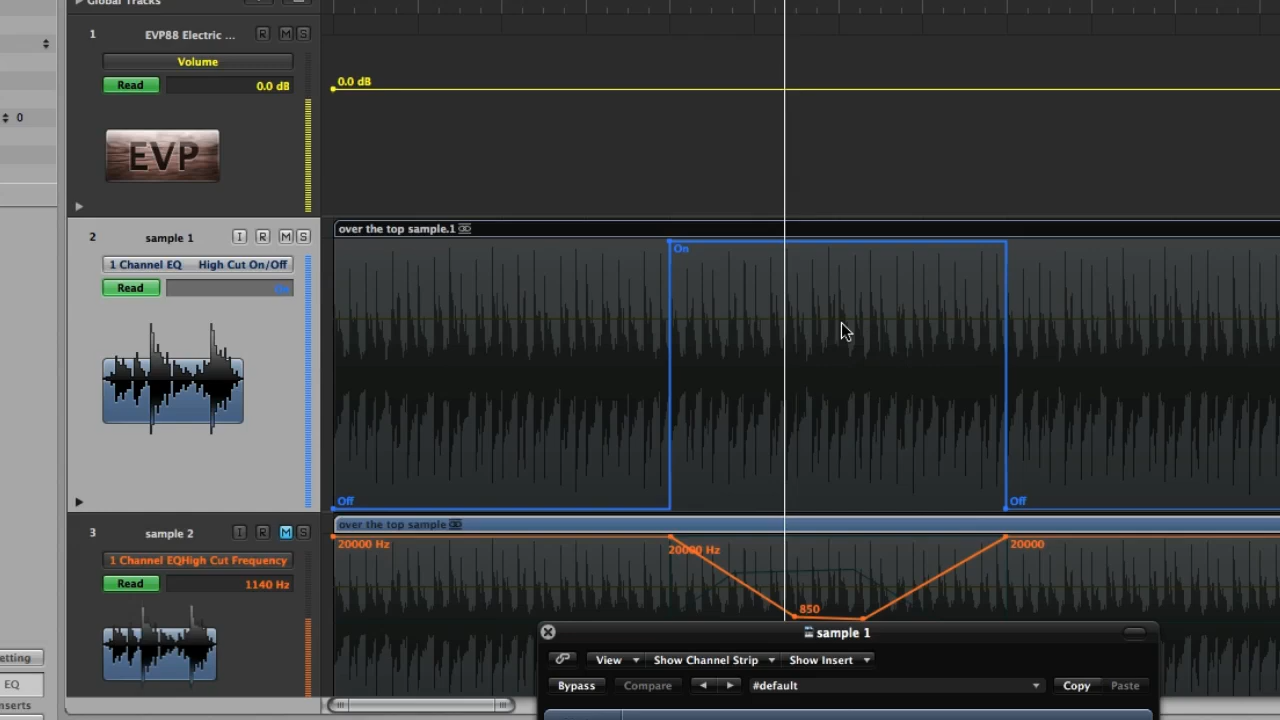 Global Tracks
1 EVP88 Electric ... R M S
Volume
Read 0.0 dB
0.0 dB
0
EVP
2 sample 1 I R M S
over the top sample.1
1 Channel EQ High Cut On/Off
Read
On
Off
Off
3 sample 2 I R M S
over the top sample
1 Channel EQHigh Cut Frequency
Read 1140 Hz
20000 Hz
20000 Hz
20000
850
sample 1
View Show Channel Strip Show Insert
Bypass Compare #default Copy Paste
etting
EQ
nserts